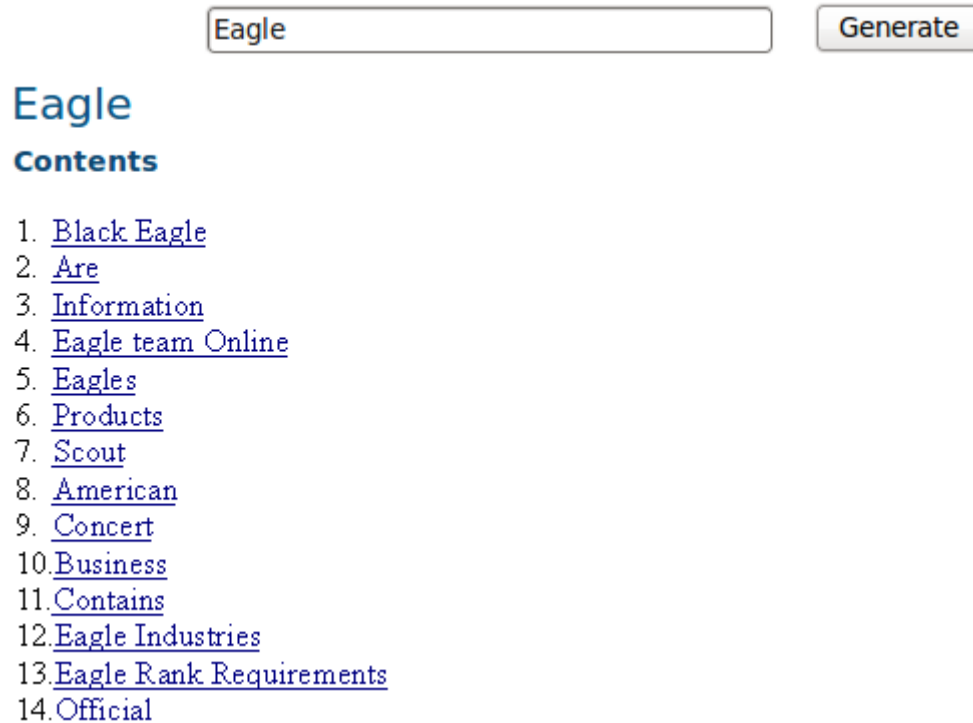 Eagle Generate
Eagle
Contents
1. Black Eagle
2. Are
3. Information
4. Eagle team Online
5. Eagles
6. Products
7. Scout
8. American
9. Concert
10.Business
11.Contains
12.Eagle Industries
13.Eagle Rank Requirements
14.Official